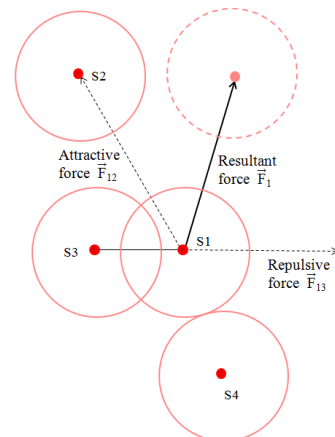 S2
Attractive
force F⃗12
Resultant
force F⃗1
S1
S3
Repulsive
force F⃗13
S4